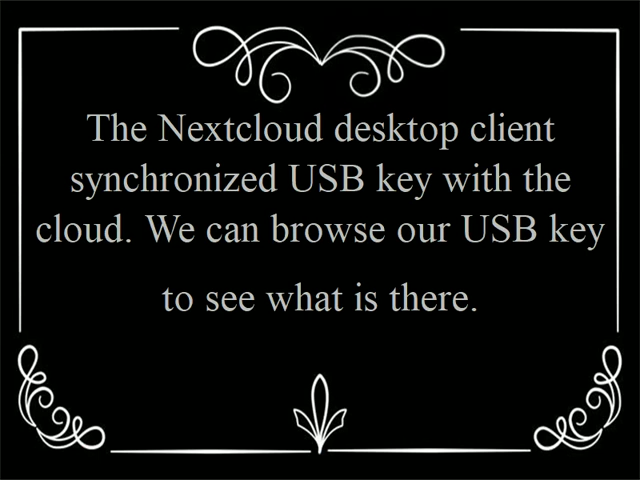 The Nextcloud desktop client
synchronized USB key with the
cloud. We can browse our USB key
to see what is there.